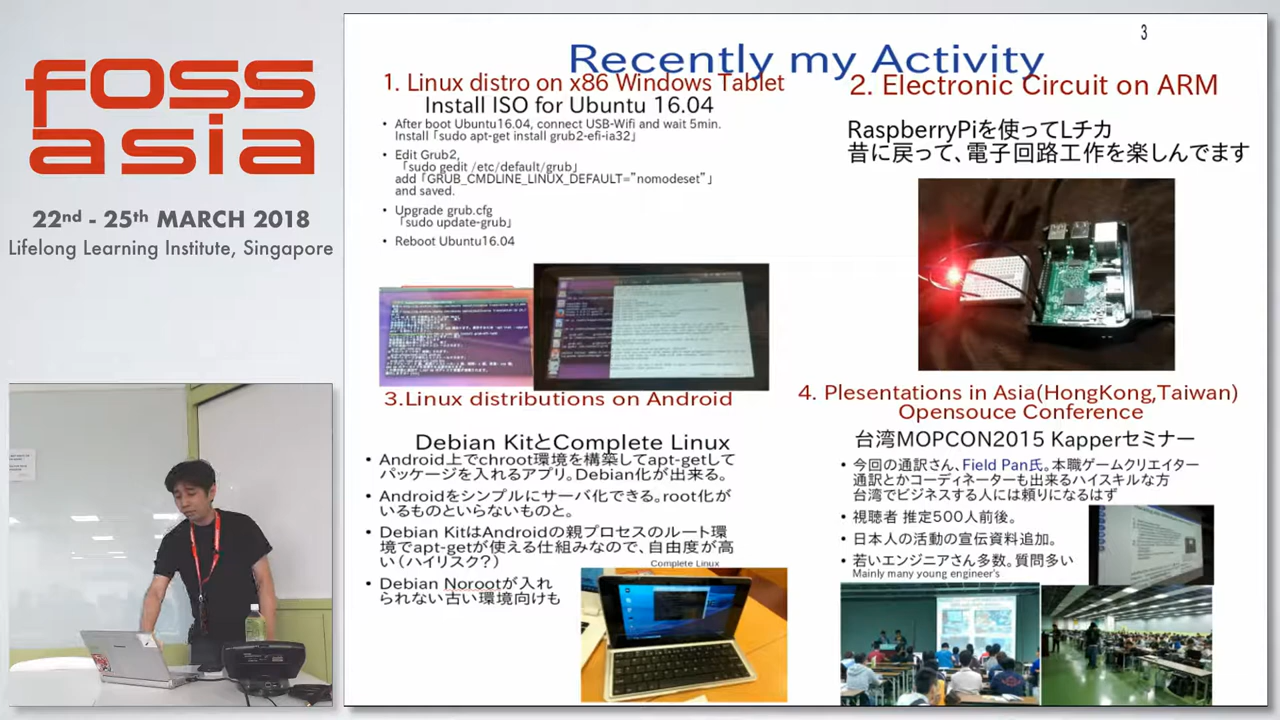 foss
asia
22nd - 25th MARCH 2018
Lifelong Learning Institute, Singapore
3
Recently my Activity
1. Linux distro on x86 Windows Tablet
Install ISO for Ubuntu 16.04
• After boot Ubuntu16.04, connect USB-Wifi and wait 5min.
Install「sudo apt-get install grub2-efi-ia32」
• Edit Grub2,
「sudo gedit /etc/default/grub」
add「GRUB_CMDLINE_LINUX_DEFAULT="nomodeset"」
and saved.
• Upgrade grub.cfg
「sudo update-grub」
• Reboot Ubuntu16.04
2. Electronic Circuit on ARM
RaspberryPiを使ってLチカ
昔に戻って、電子回路工作を楽しんでます
3.Linux distributions on Android
Debian KitとComplete Linux
• Android上でchroot環境を構築してapt-getして
パッケージを入れるアプリ。Debian化が出来る。
• Androidをシンプルにサーバ化できる。root化が
いるものといらないものと。
• Debian KitはAndroidの親プロセスのルート環
境でapt-getが使える仕組みなので、自由度が高
い（ハイリスク？）
• Debian Norootが入れ
られない古い環境向けも
Complete Linux
4. Plesentations in Asia(HongKong,Taiwan)
Opensouce Conference
台湾MOPCON2015 Kapperセミナー
• 今回の通訳さん、Field Pan氏。本職ゲームクリエイター
通訳とかコーディネーターも出来るハイスキルな方
台湾でビジネスする人には頼りになるはず
• 視聴者 推定500人前後。
• 日本人の活動の宣伝資料追加。
• 若いエンジニアさん多数。質問多い
Mainly many young engineer's